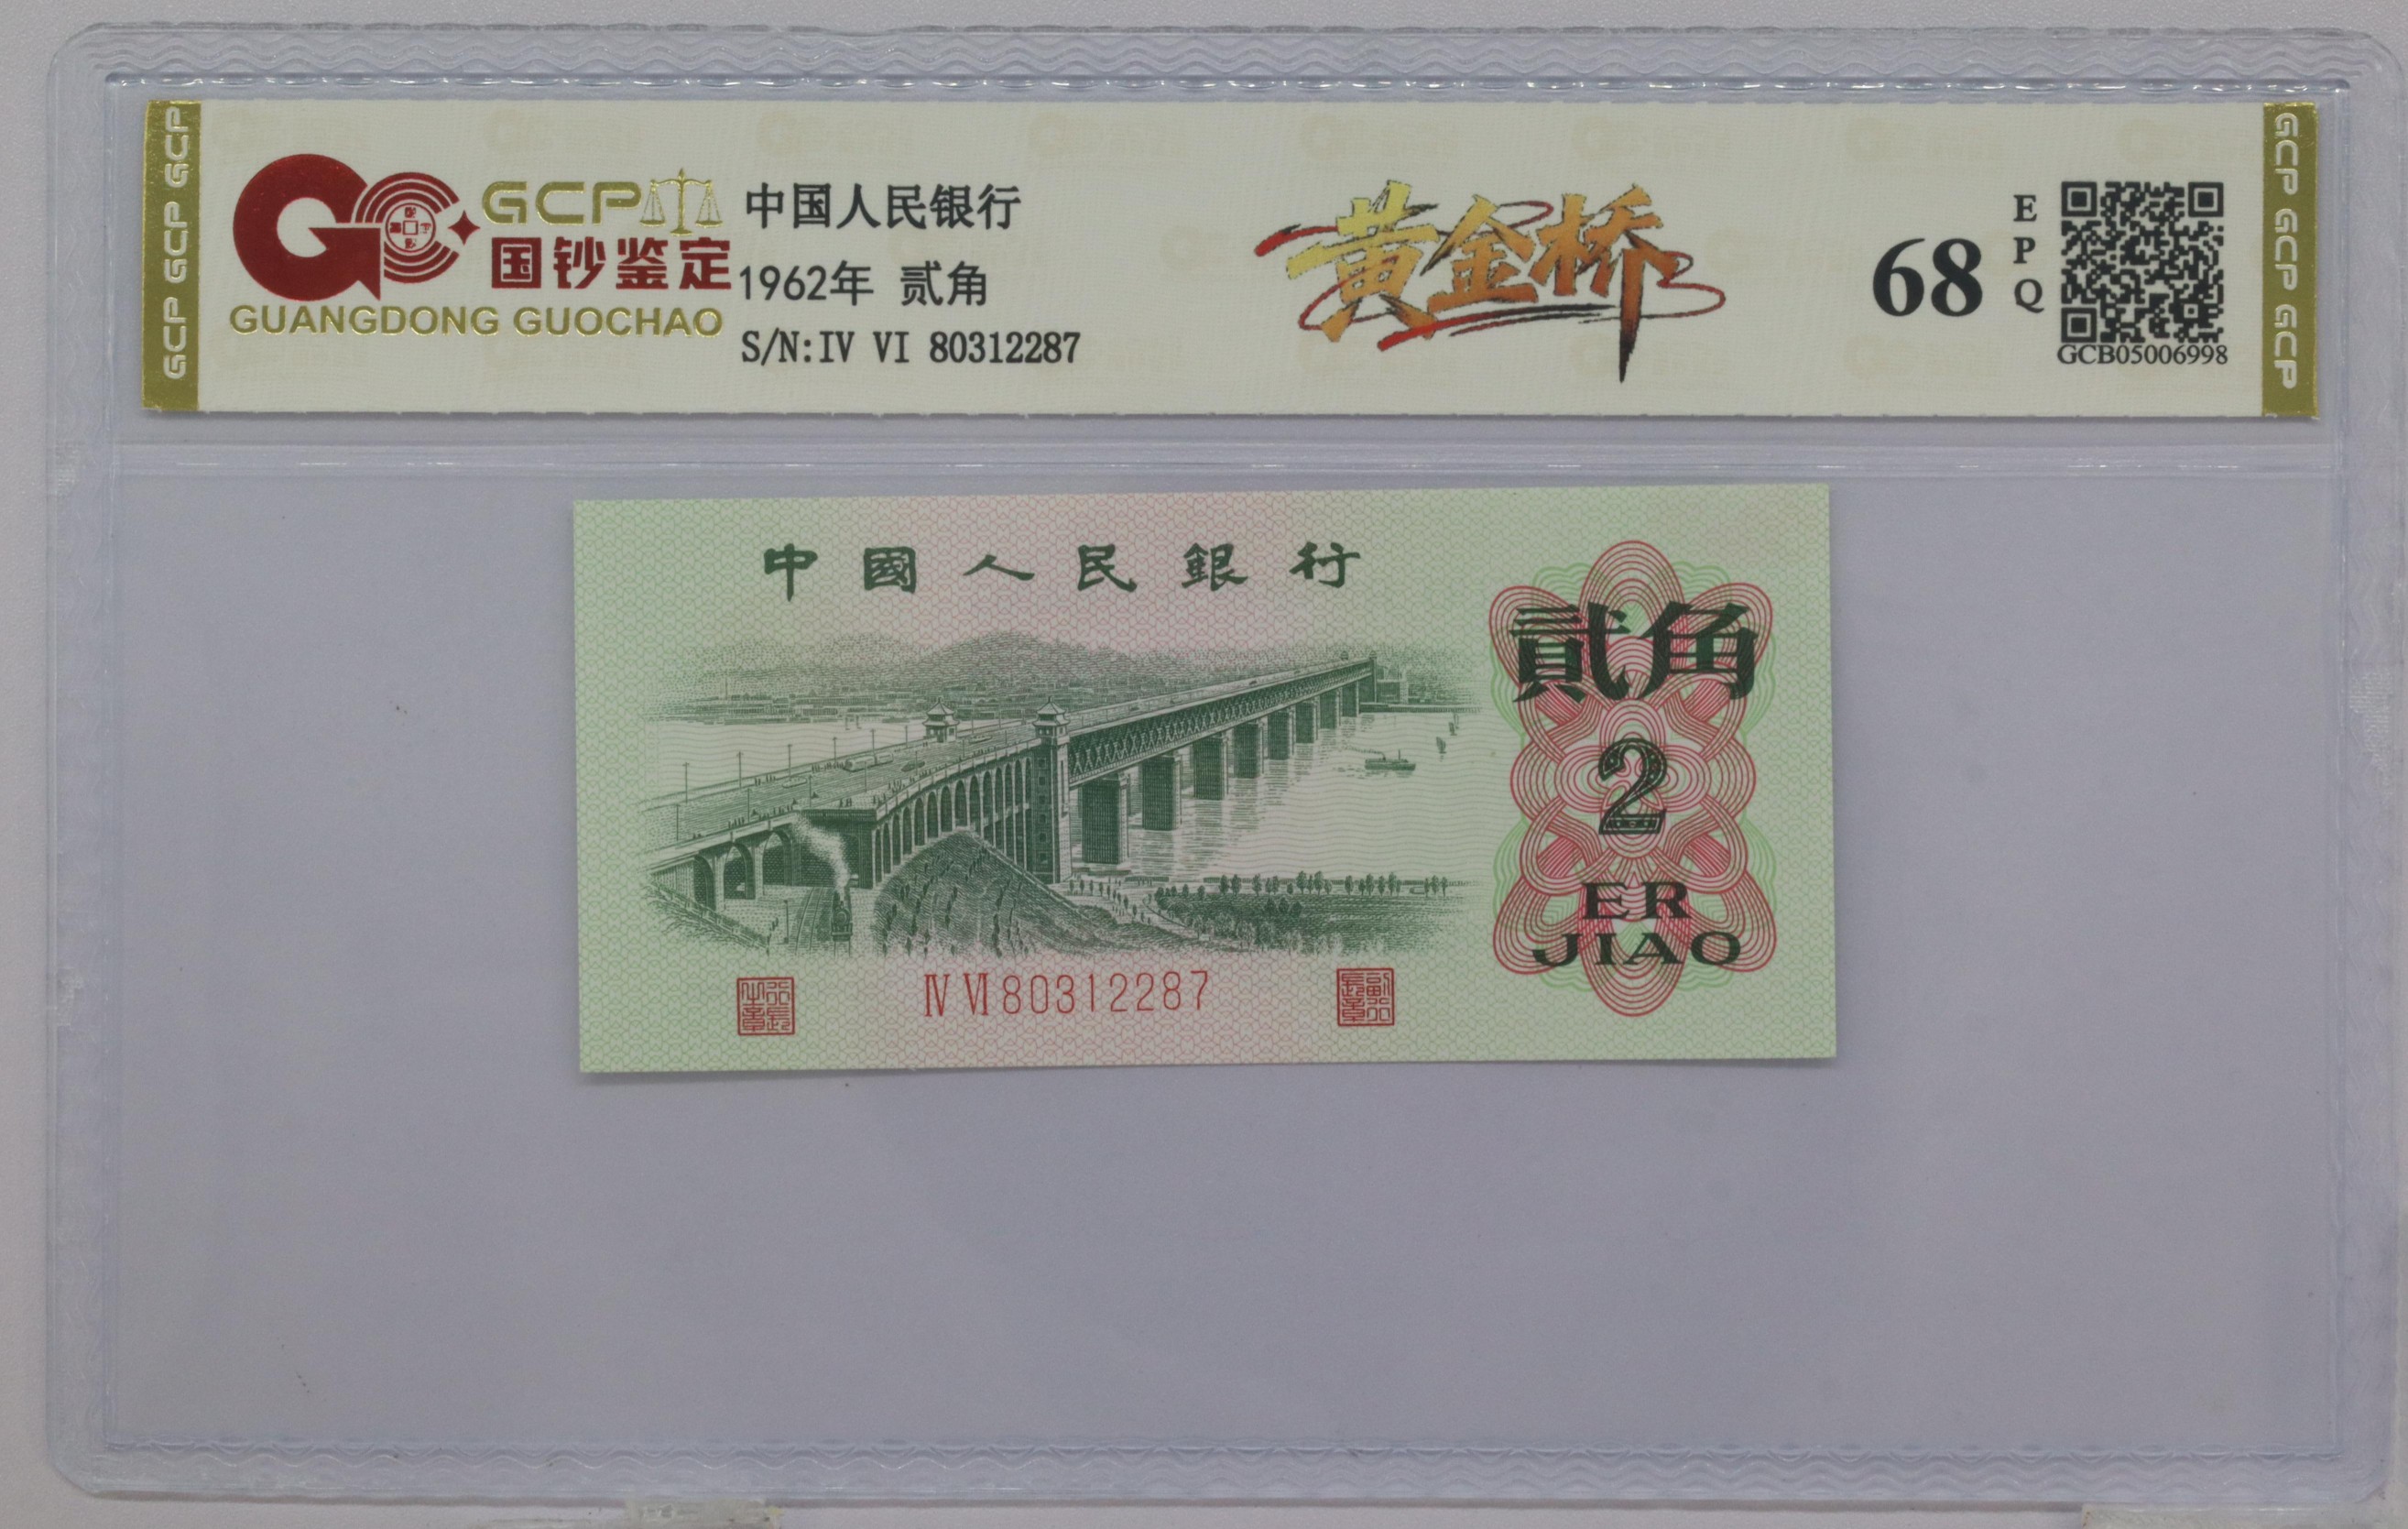 GCP GCP GCP
GCP
国钞鉴定
GUANGDONG GUOCHAO
中国人民银行
1962年 贰角
S/N:IV VI 80312287
黄金桥
68
EPQ
GCB05006998
GCP GCP GCP
中國人民銀行
貳角
2
ER
JIAO
Ⅳ Ⅵ 80312287